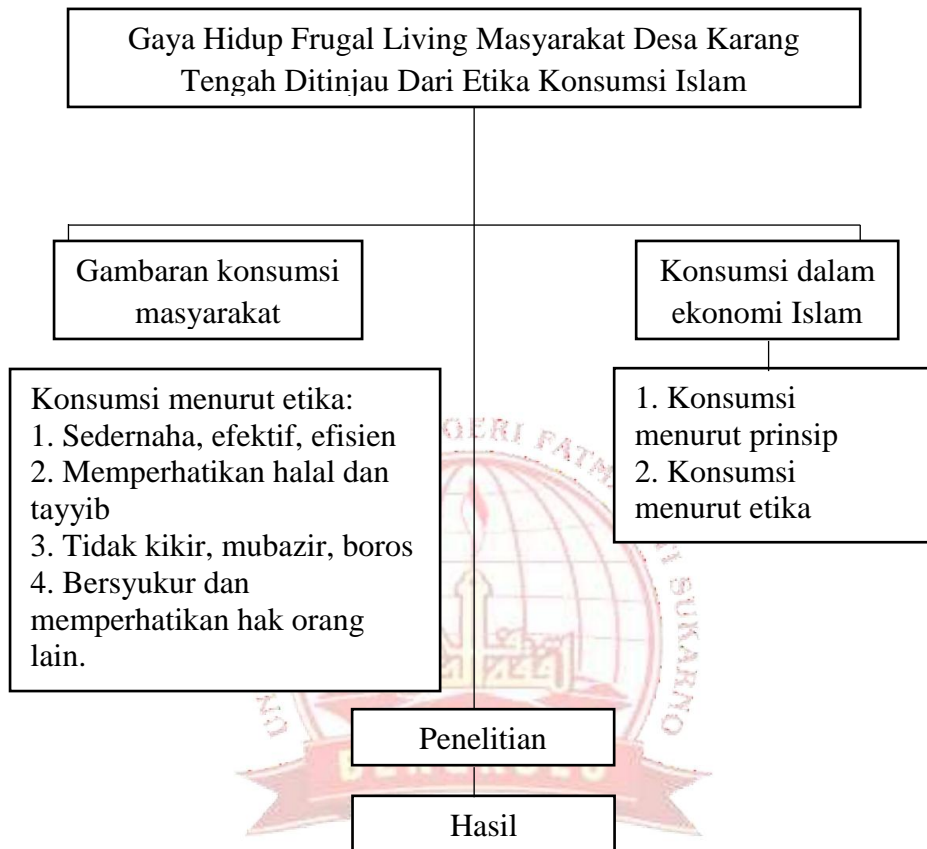 Gaya Hidup Frugal Living Masyarakat Desa Karang
Tengah Ditinjau Dari Etika Konsumsi Islam
Gambaran konsumsi
masyarakat
Konsumsi dalam
ekonomi Islam
Konsumsi menurut etika:
1. Sedernaha, efektif, efisien
2. Memperhatikan halal dan
tayyib
3. Tidak kikir, mubazir, boros
4. Bersyukur dan
memperhatikan hak orang
lain.
1. Konsumsi
menurut prinsip
2. Konsumsi
menurut etika
SUKARNO
Penelitian
Hasil